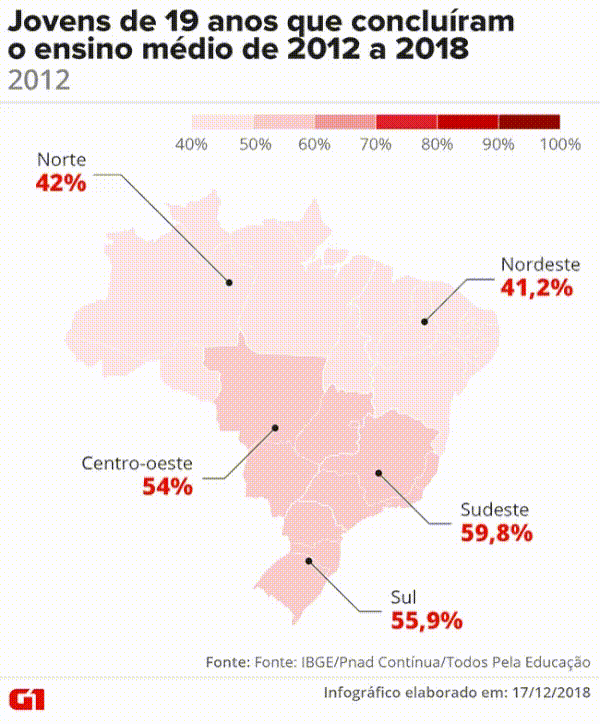 Jovens de 19 anos que concluíram
o ensino médio de 2012 a 2018
2012
40% 50% 60% 70% 80% 90% 100%
Norte
42%
Nordeste
41,2%
Centro-oeste
54%
Sudeste
59,8%
Sul
55,9%
Fonte: Fonte: IBGE/Pnad Contínua/Todos Pela Educação
G1
Infográfico elaborado em: 17/12/2018